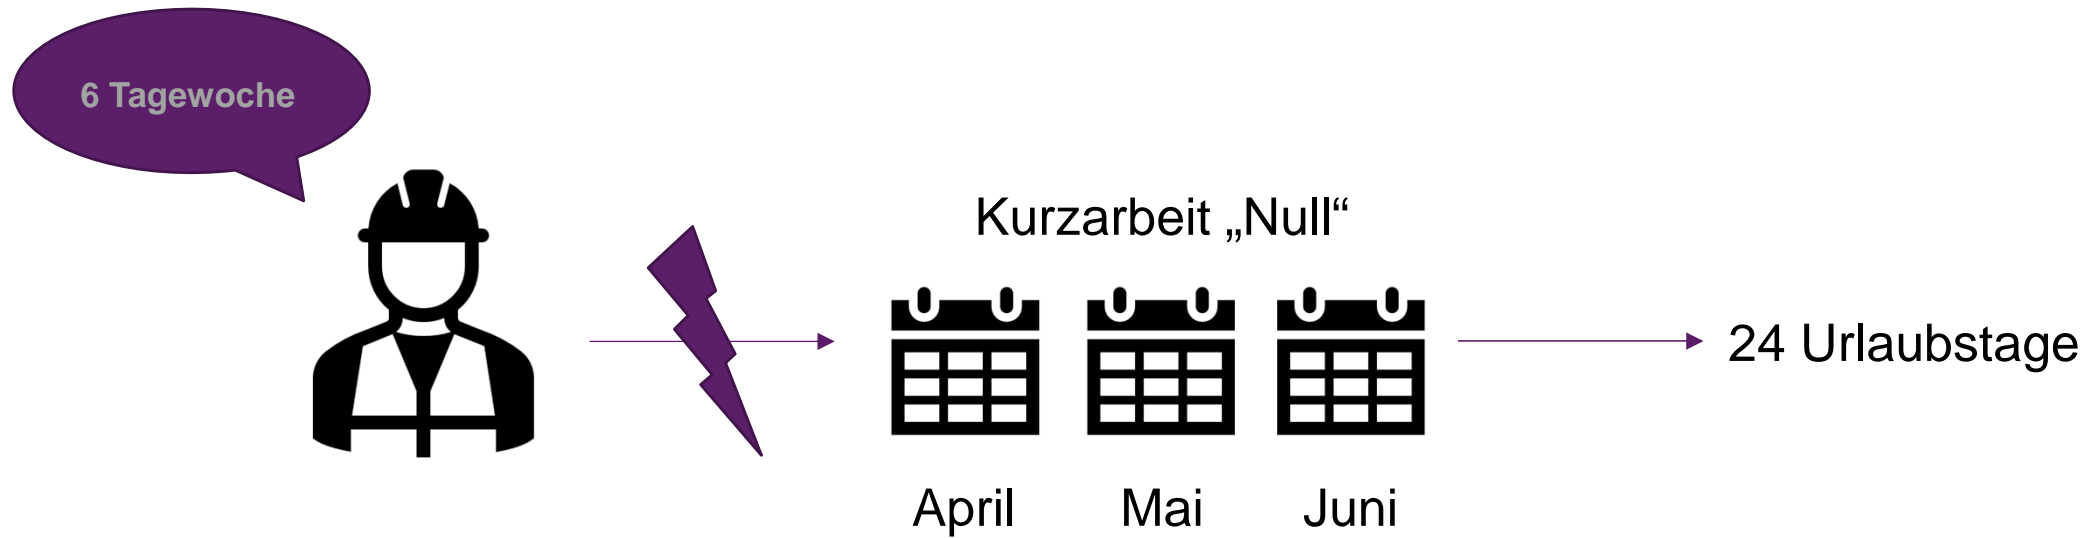 6 Tagewoche
Kurzarbeit „Null“
24 Urlaubstage
April
Mai
Juni